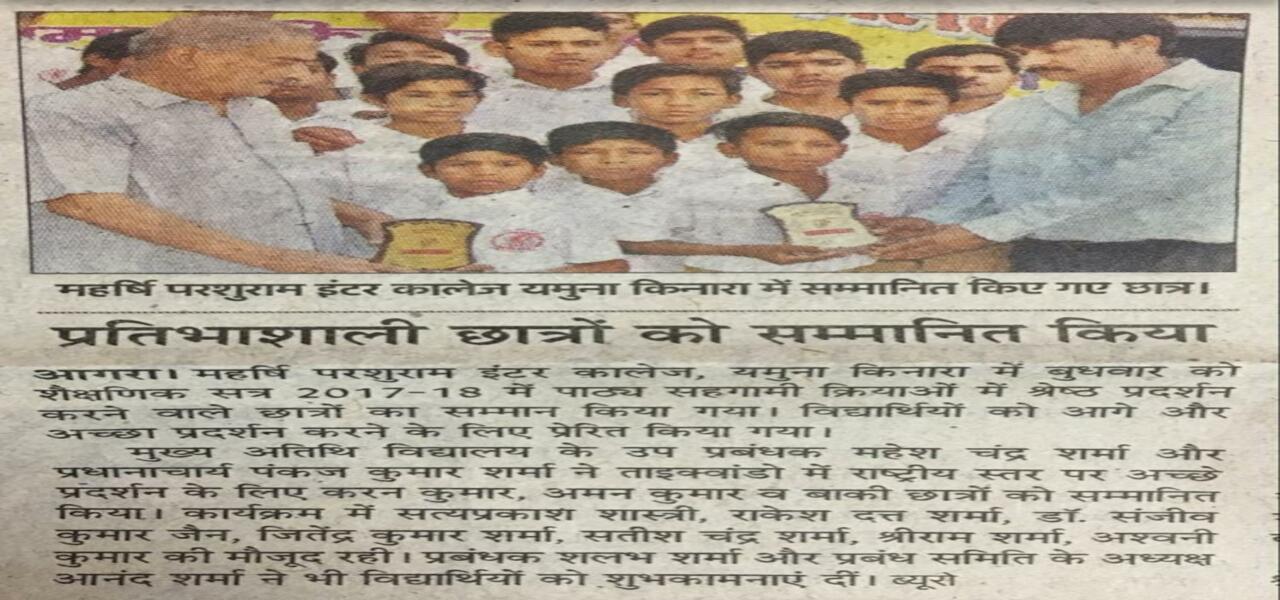 महर्षि परशुराम इंटर कालेज यमुना किनारा में सम्मानित किए गए छात्र।
प्रतिभाशाली छात्रों को सम्मानित किया
आगरा। महर्षि परशुराम इंटर कालेज, यमुना किनारा में बुधवार को
शैक्षणिक सत्र 2017-18 में पाठ्य सहगामी क्रियाओं में श्रेष्ठ प्रदर्शन
करने वाले छात्रों का सम्मान किया गया। विद्यार्थियों को आगे और
अच्छा प्रदर्शन करने के लिए प्रेरित किया गया।
मुख्य अतिथि विद्यालय के उप प्रबंधक महेश चंद्र शर्मा और
प्रधानाचार्य पंकज कुमार शर्मा ने ताइक्वांडो में राष्ट्रीय स्तर पर अच्छे
प्रदर्शन के लिए करन कुमार, अमन कुमार व बाकी छात्रों को सम्मानित
किया। कार्यक्रम में सत्यप्रकाश शास्त्री, राकेश दत्त शर्मा, डॉ. संजीव
कुमार जैन, जितेंद्र कुमार शर्मा, सतीश चंद्र शर्मा, श्रीराम शर्मा, अश्वनी
कुमार की मौजूद रही। प्रबंधक शलभ शर्मा और प्रबंध समिति के अध्यक्ष
आनंद शर्मा ने भी विद्यार्थियों को शुभकामनाएं दीं। ब्यूरो